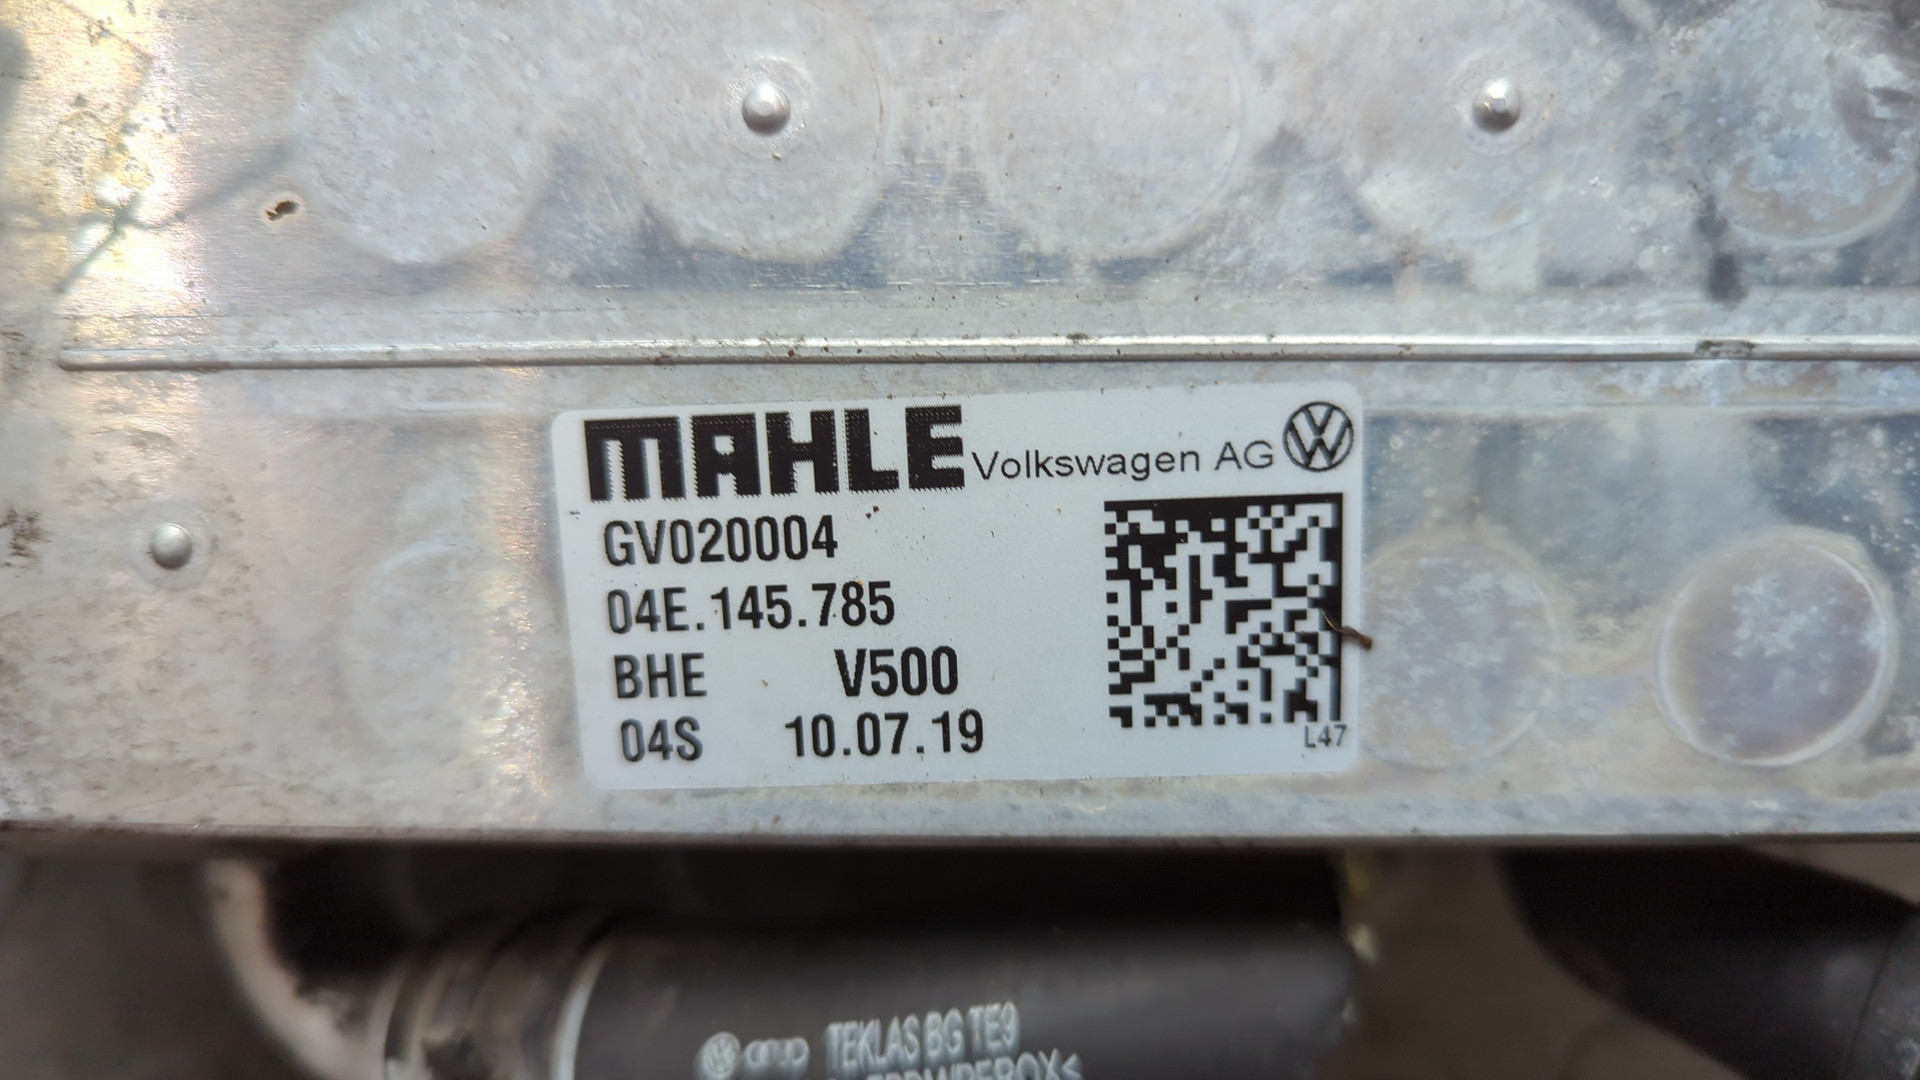 MAHLE Volkswagen AG
GV020004
04E.145.785
BHE V500
04S 10.07.19
L47
TEKLAS BG TE9